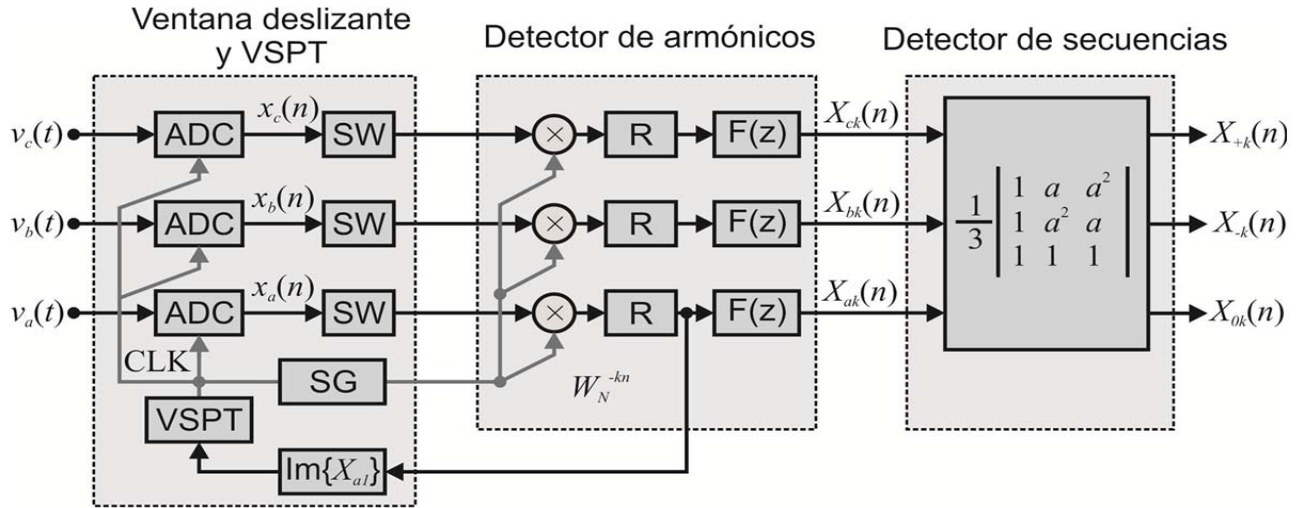 Ventana deslizante
y VSPT
Detector de armónicos
Detector de secuencias
v_c(t)
ADC
x_c(n)
SW
×
R
F(z)
X_ck(n)
X_+k(n)
v_b(t)
ADC
x_b(n)
SW
×
R
F(z)
X_bk(n)
1/3
1 a a²
1 a² a
1 1 1
X_-k(n)
v_a(t)
ADC
x_a(n)
SW
×
R
F(z)
X_ak(n)
X_0k(n)
CLK
SG
W_N^-kn
VSPT
Im{X_a1}